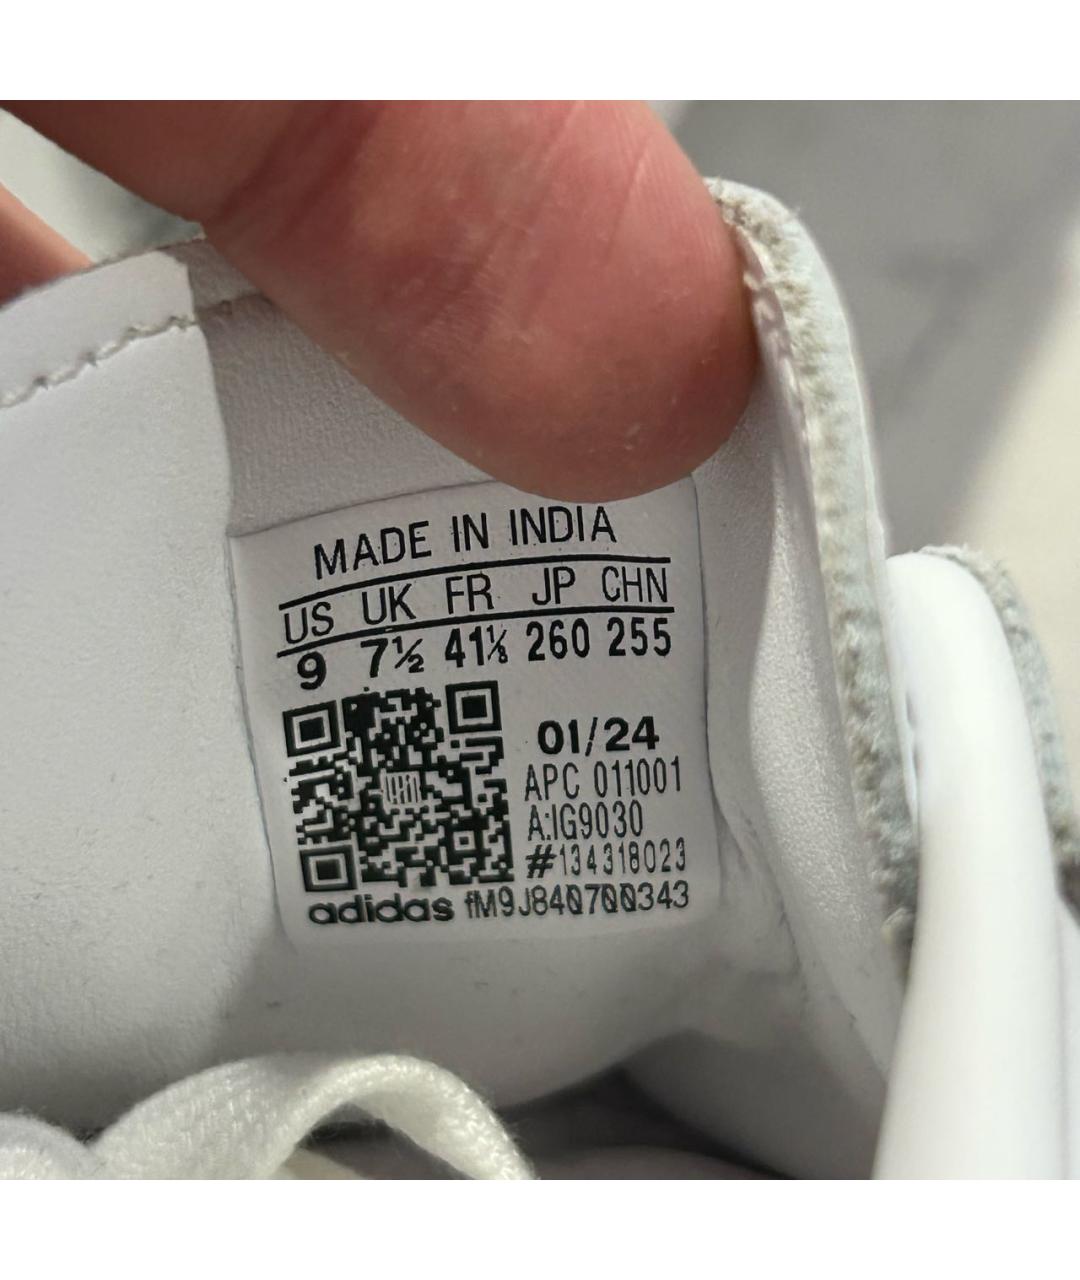 MADE IN INDIA
US UK FR JP CHN
9 7½ 41⅓ 260 255
01/24
APC 011001
A:IG9030
#134318023
adidas fM9J840700343